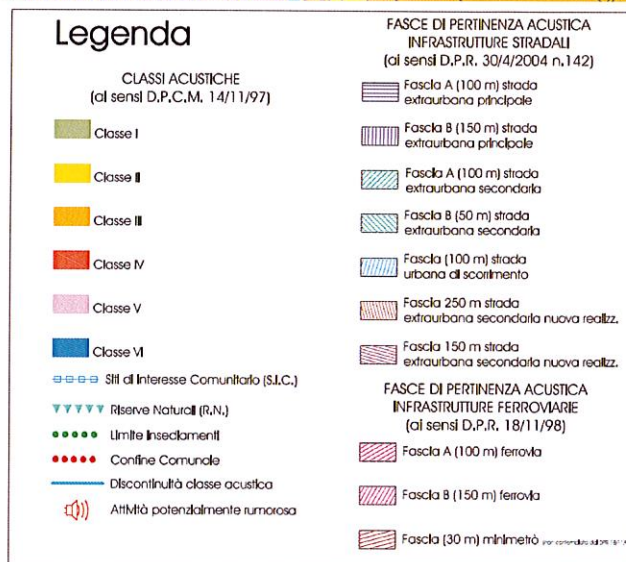 Legenda
CLASSI ACUSTICHE
(ai sensi D.P.C.M. 14/11/97)
Classe I
Classe II
Classe III
Classe IV
Classe V
Classe VI
Siti di Interesse Comunitario (S.I.C.)
Riserve Naturali (R.N.)
Limite Insediamenti
Confine Comunale
Discontinuità classe acustica
Attività potenzialmente rumorosa
FASCE DI PERTINENZA ACUSTICA
INFRASTRUTTURE STRADALI
(ai sensi D.P.R. 30/4/2004 n.142)
Fascia A (100 m) strada
extraurbana principale
Fascia B (150 m) strada
extraurbana principale
Fascia A (100 m) strada
extraurbana secondaria
Fascia B (50 m) strada
extraurbana secondaria
Fascia (100 m) strada
urbana di scorrimento
Fascia 250 m strada
extraurbana secondaria nuova realizz.
Fascia 150 m strada
extraurbana secondaria nuova realizz.
FASCE DI PERTINENZA ACUSTICA
INFRASTRUTTURE FERROVIARIE
(ai sensi D.P.R. 18/11/98)
Fascia A (100 m) ferrovia
Fascia B (150 m) ferrovia
Fascia (30 m) minimetrò